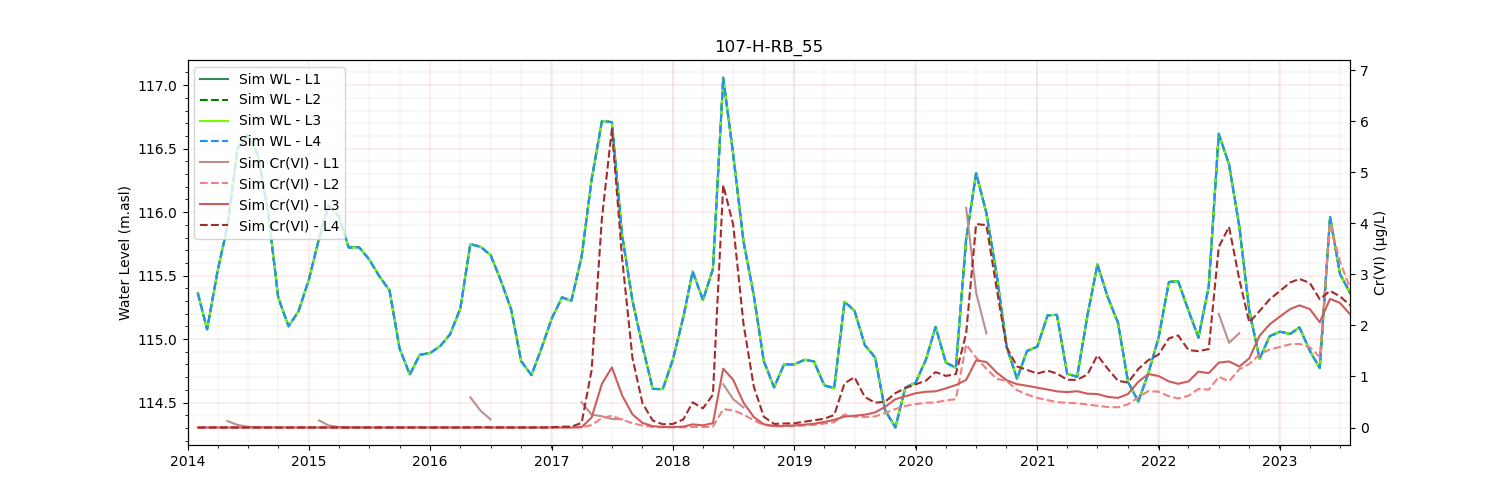 107-H-RB_55
Water Level (m.asl)
117.0
116.5
116.0
115.5
115.0
114.5
Sim WL - L1
Sim WL - L2
Sim WL - L3
Sim WL - L4
Sim Cr(VI) - L1
Sim Cr(VI) - L2
Sim Cr(VI) - L3
Sim Cr(VI) - L4
7
6
5
4
3
2
1
0
Cr(VI) (µg/L)
2014 2015 2016 2017 2018 2019 2020 2021 2022 2023